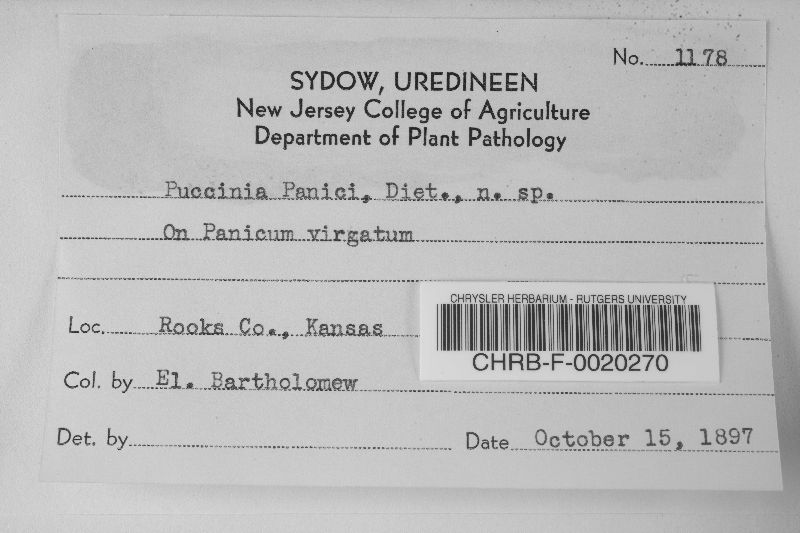 No. 1178
SYDOW, UREDINEEN
New Jersey College of Agriculture
Department of Plant Pathology
Puccinia Panici, Diet., n. sp.
On Panicum virgatum
CHRYSLER HERBARIUM - RUTGERS UNIVERSITY
Loc. Rooks Co., Kansas
CHRB-F-0020270
Col. by El. Bartholomew
Det. by
Date October 15, 1897